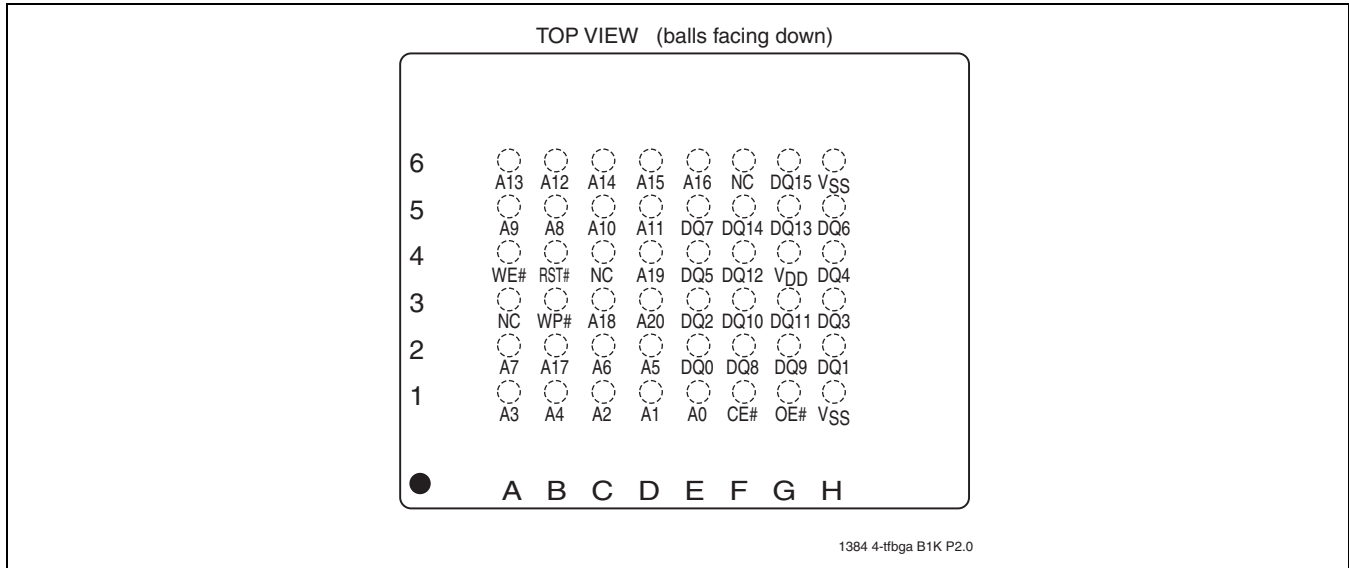 TOP VIEW (balls facing down)
6
A13 A12 A14 A15 A16 NC DQ15 VSS
5
A9 A8 A10 A11 DQ7 DQ14 DQ13 DQ6
4
WE# RST# NC A19 DQ5 DQ12 VDD DQ4
3
NC WP# A18 A20 DQ2 DQ10 DQ11 DQ3
2
A7 A17 A6 A5 DQ0 DQ8 DQ9 DQ1
1
A3 A4 A2 A1 A0 CE# OE# VSS
A B C D E F G H
1384 4-tfbga B1K P2.0